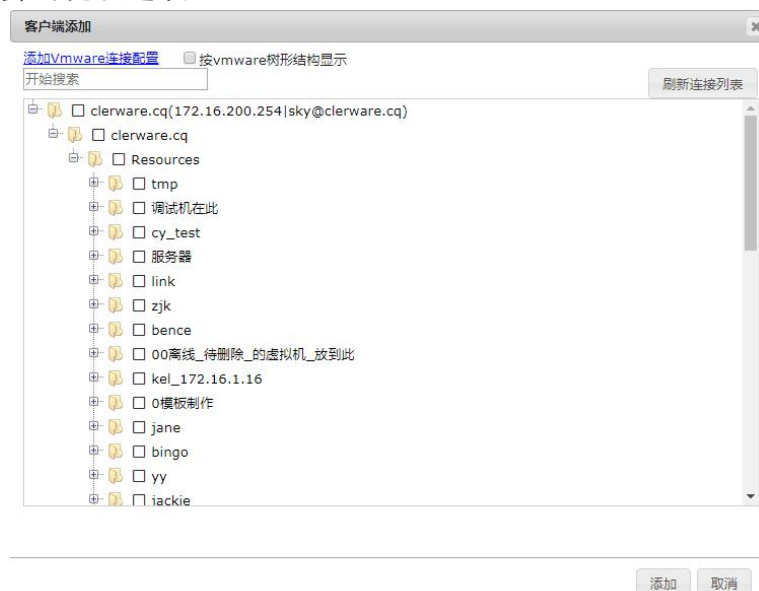 客户端添加
添加Vmware连接配置 按vmware树形结构显示
开始搜索 刷新连接列表
clerware.cq(172.16.200.254|sky@clerware.cq)
clerware.cq
Resources
tmp
调试机在此
cy_test
服务器
link
zjk
bence
00离线_待删除_的虚拟机_放到此
kel_172.16.1.16
0模板制作
jane
bingo
yy
jackie
添加 取消